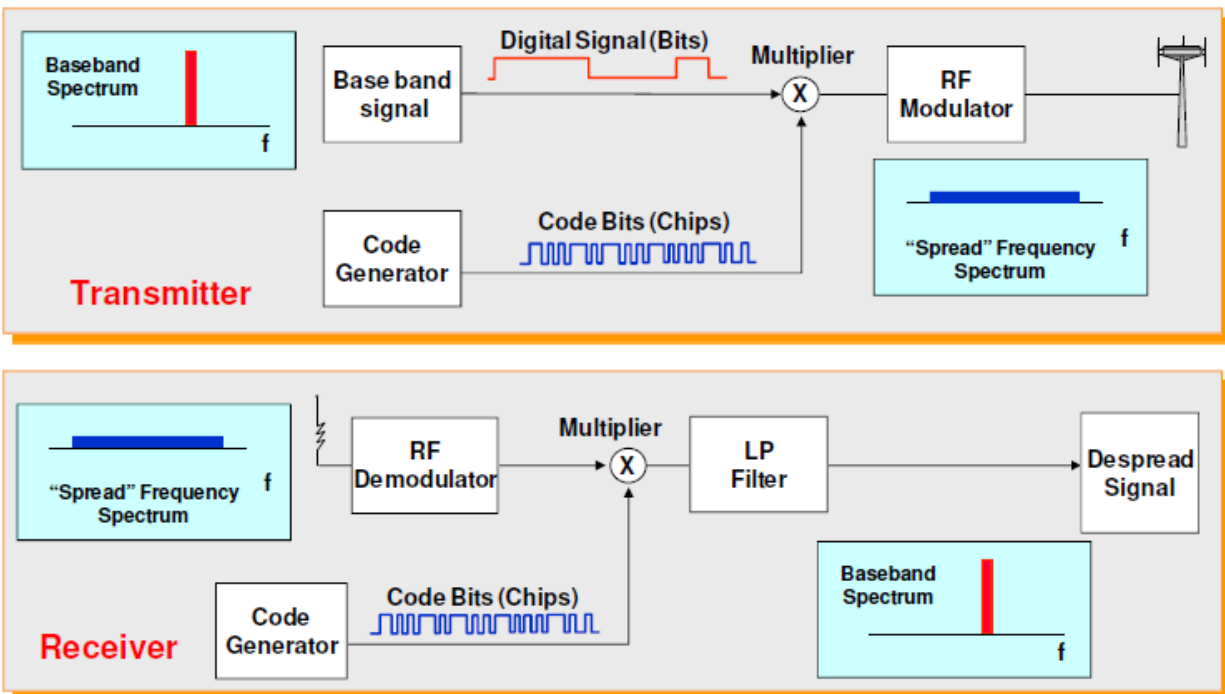 Baseband
Spectrum
f
Base band
signal
Digital Signal (Bits)
Multiplier
X
RF
Modulator
Code
Generator
Code Bits (Chips)
“Spread” Frequency
Spectrum
f
Transmitter
“Spread” Frequency
Spectrum
f
RF
Demodulator
Multiplier
X
LP
Filter
Despread
Signal
Code
Generator
Code Bits (Chips)
Baseband
Spectrum
f
Receiver